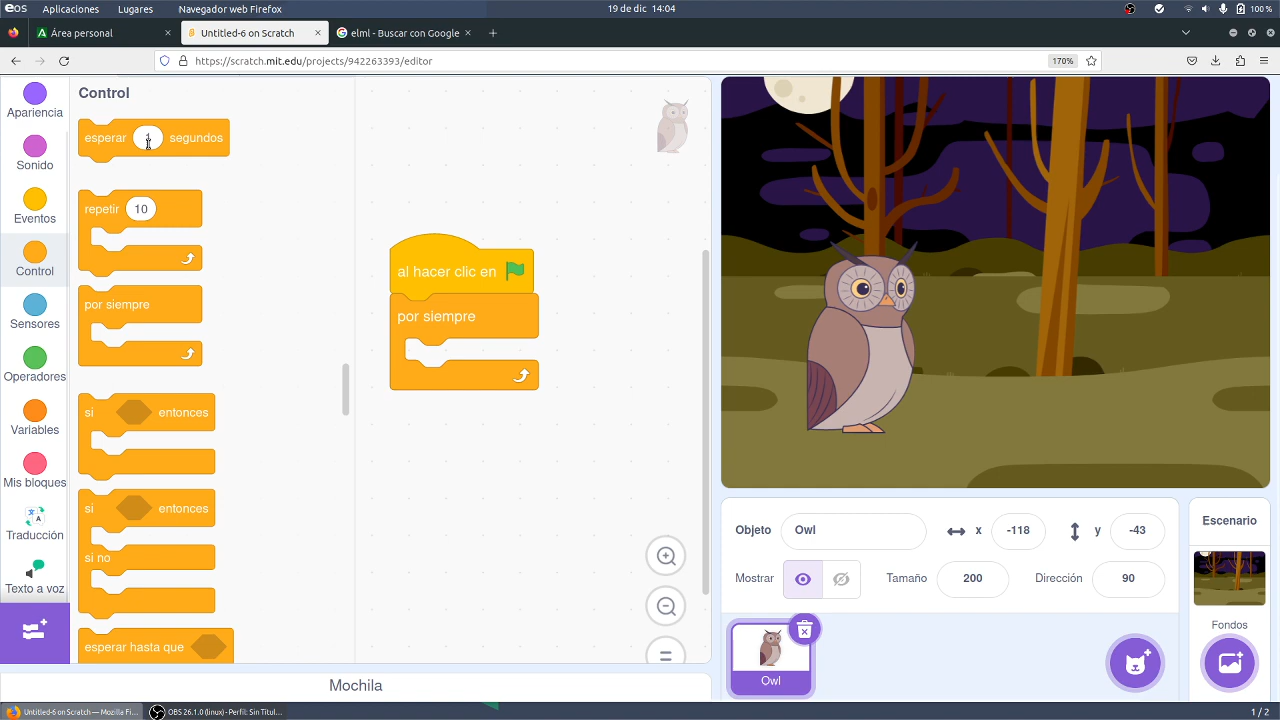 eos Aplicaciones Lugares Navegador web Firefox 19 de dic 14:04 100 %
Área personal Untitled-6 on Scratch elml - Buscar con Google
https://scratch.mit.edu/projects/942263393/editor 170%
Apariencia
Sonido
Eventos
Control
Sensores
Operadores
Variables
Mis bloques
Traducción
Texto a voz
Control
esperar 1 segundos
repetir 10
por siempre
si entonces
si entonces
si no
esperar hasta que
al hacer clic en
por siempre
Objeto Owl x -118 y -43
Mostrar Tamaño 200 Dirección 90
Owl
Escenario
Fondos
Mochila
Untitled-6 on Scratch — Mozilla Fi... OBS 26.1.0 (linux) - Perfil: Sin Títul... 1 / 2